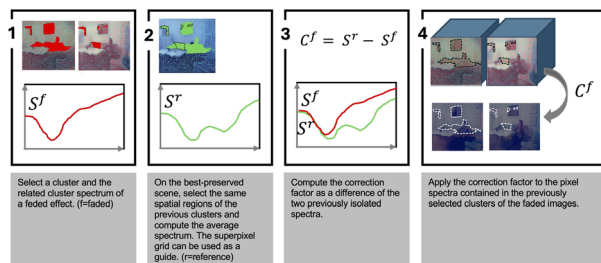 1
S^f
Select a cluster and the
related cluster spectrum of
a feded effect. (f=faded)
2
S^r
On the best-preserved
scene, select the same
spatial regions of the
previous clusters and
compute the average
spectrum. The superpixel
grid can be used as a
guide. (r=reference)
3
C^f = S^r − S^f
S^f
S^r
Compute the correction
factor as a difference of the
two previously isolated
spectra.
4
C^f
Apply the correction factor to the pixel
spectra contained in the previously
selected clusters of the faded images.